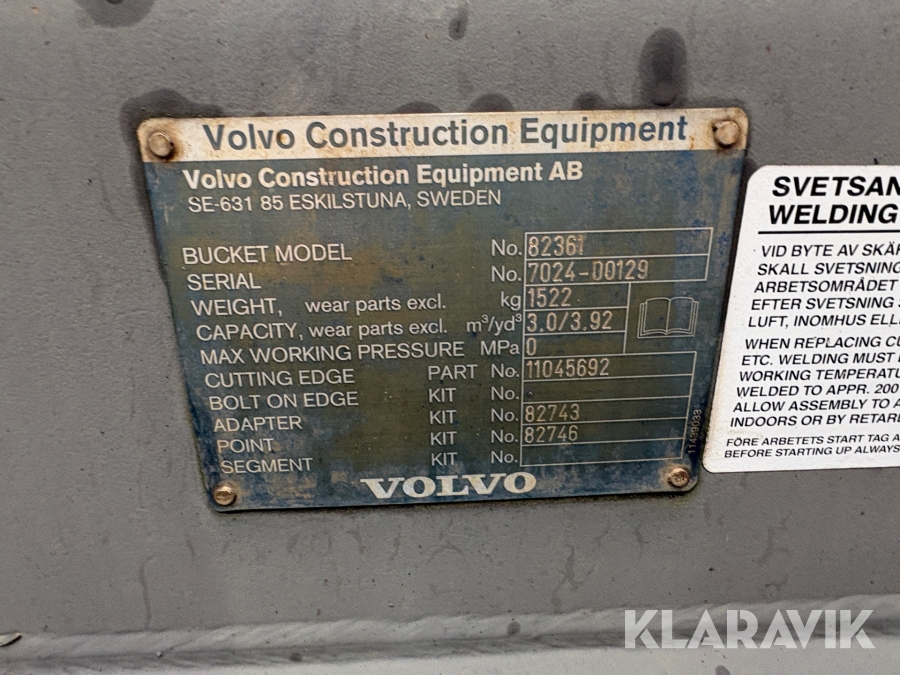 Volvo Construction Equipment
Volvo Construction Equipment AB
SE-631 85 ESKILSTUNA, SWEDEN
BUCKET MODEL No. 82361
SERIAL No. 7024-00129
WEIGHT, wear parts excl. kg 1522
CAPACITY, wear parts excl. m³/yd³ 3.0/3.92
MAX WORKING PRESSURE MPa 0
CUTTING EDGE PART No. 11045692
BOLT ON EDGE KIT No.
ADAPTER KIT No. 82743
POINT KIT No. 82746
SEGMENT KIT No.
VOLVO
11439033
SVETSAN
WELDING
VID BYTE AV SKÄR
SKALL SVETSNING
ARBETSOMRÅDET
EFTER SVETSNING S
LUFT, INOMHUS ELL
WHEN REPLACING CU
ETC. WELDING MUST
WORKING TEMPERATU
WELDED TO APPR. 200
ALLOW ASSEMBLY TO A
INDOORS OR BY RETAR
FÖRE ARBETETS START TAG A
BEFORE STARTING UP ALWAYS
KLARAVIK